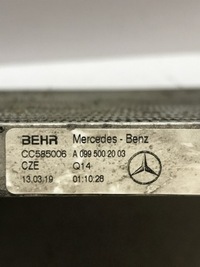 BEHR Mercedes - Benz
CC585006 A 099 500 20 03
CZE Q14
13.03.19 01:10:28